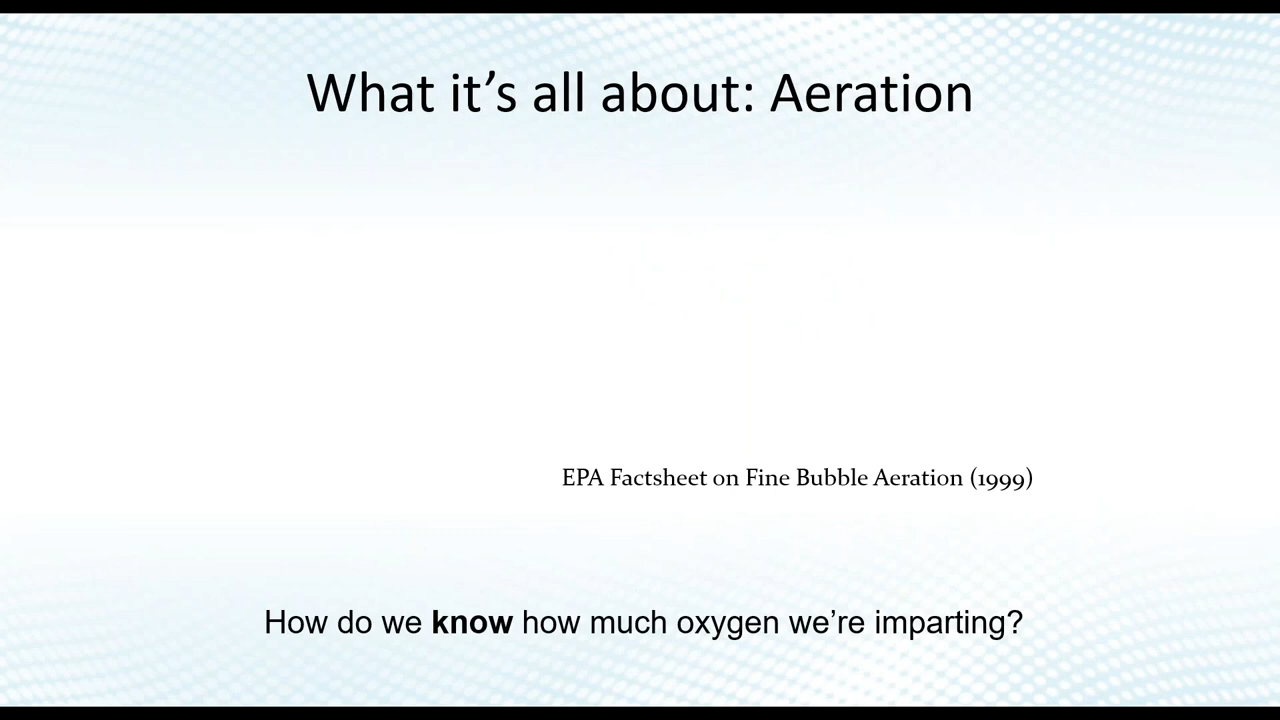 What it’s all about: Aeration
EPA Factsheet on Fine Bubble Aeration (1999)
How do we know how much oxygen we’re imparting?